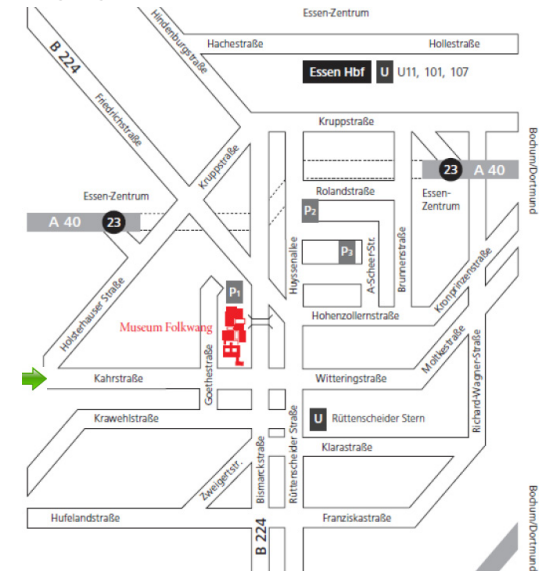 Essen-Zentrum
Hindenburgstraße
Hachestraße
Hollestraße
B 224
Essen Hbf U U11, 101, 107
Friedrichstraße
Kruppstraße
Kruppstraße
Bochum/Dortmund
23 A 40
Rolandstraße
Essen-
Zentrum
Essen-Zentrum
A 40 23
P2
P3
Huyssenallee
A-Scheer-Str.
Brunnenstraße
Kronprinzenstraße
Holsterhauser Straße
P1
Museum Folkwang
Hohenzollernstraße
Goethestraße
Moltkestraße
Richard-Wagner-Straße
Kahrstraße
Witteringstraße
Krawehlstraße
U Rüttenscheider Stern
Bismarckstraße
Rüttenscheider Straße
Klarastraße
Zweigertstr.
Hufelandstraße
Franziskastraße
B 224
Bochum/Dortmund